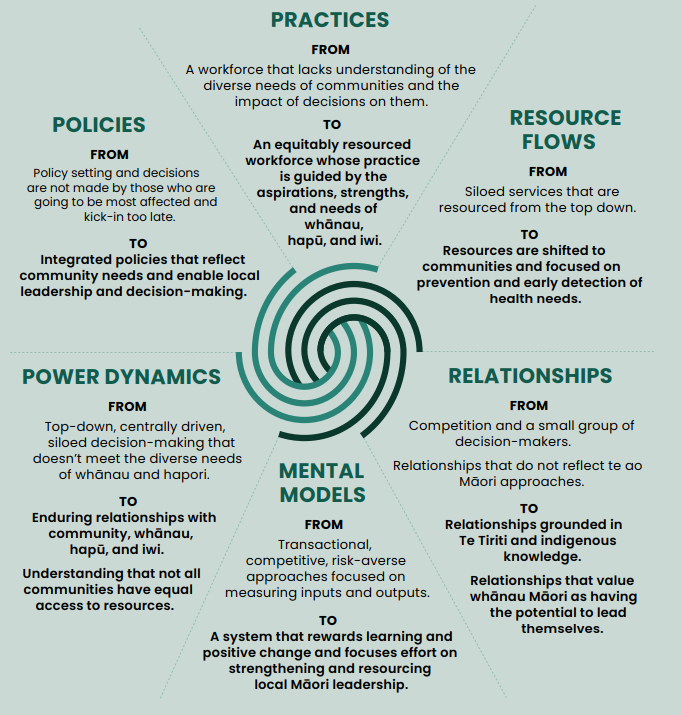 PRACTICES
FROM
A workforce that lacks understanding of the
diverse needs of communities and the
impact of decisions on them.
TO
An equitably resourced
workforce whose practice
is guided by the
aspirations, strengths,
and needs of
whānau,
hapū, and iwi.
POLICIES
FROM
Policy setting and decisions
are not made by those who are
going to be most affected and
kick-in too late.
TO
Integrated policies that reflect
community needs and enable local
leadership and decision-making.
RESOURCE
FLOWS
FROM
Siloed services that are
resourced from the top down.
TO
Resources are shifted to
communities and focused on
prevention and early detection of
health needs.
POWER DYNAMICS
FROM
Top-down, centrally driven,
siloed decision-making that
doesn't meet the diverse needs
of whānau and hapori.
TO
Enduring relationships with
community, whānau,
hapū, and iwi.
Understanding that not all
communities have equal
access to resources.
MENTAL
MODELS
FROM
Transactional,
competitive, risk-averse
approaches focused on
measuring inputs and outputs.
TO
A system that rewards learning and
positive change and focuses effort on
strengthening and resourcing
local Māori leadership.
RELATIONSHIPS
FROM
Competition and a small group of
decision-makers.
Relationships that do not reflect te ao
Māori approaches.
TO
Relationships grounded in
Te Tiriti and indigenous
knowledge.
Relationships that value
whānau Māori as having
the potential to lead
themselves.